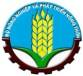 BỘ NÔNG NGHIỆP VÀ PHÁT TRIỂN NÔNG THÔN